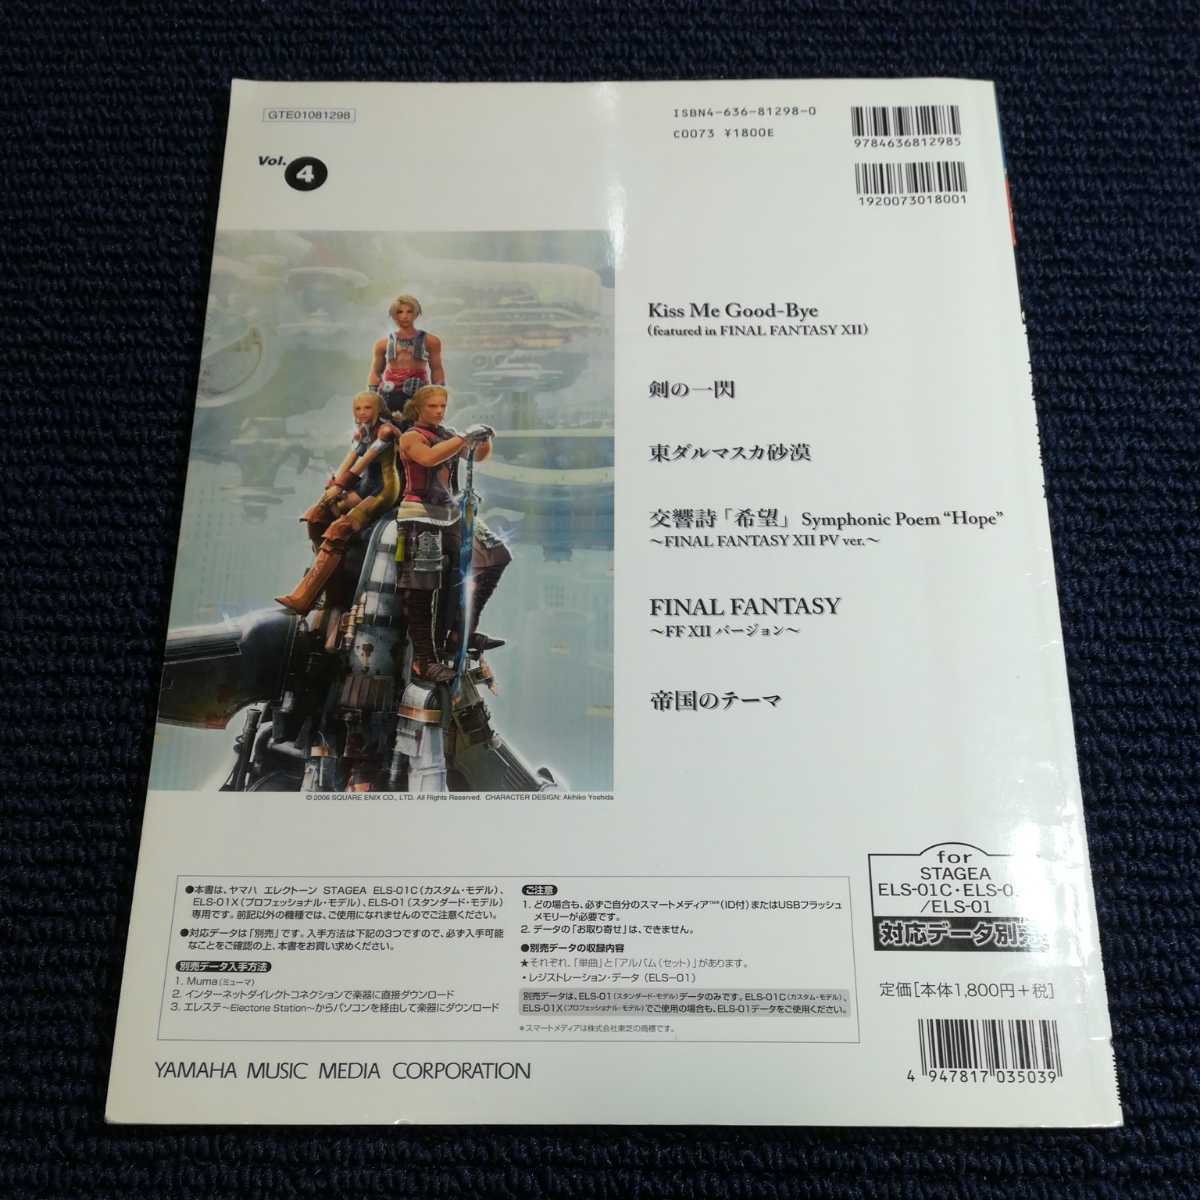 GTE01081298
Vol. 4
ISBN4-636-81298-0
C0073 ¥1800E
9784636812985
1920073018001
Kiss Me Good-Bye
(featured in FINAL FANTASY XII)
剣の一閃
東ダルマスカ砂漠
交響詩「希望」 Symphonic Poem “Hope”
～FINAL FANTASY XII PV ver.～
FINAL FANTASY
～FF XII バージョン～
帝国のテーマ
© 2006 SQUARE ENIX CO., LTD. All Rights Reserved. CHARACTER DESIGN: Akihiko Yoshida
●本書は、ヤマハ エレクトーン STAGEA ELS-01C（カスタム・モデル）、
ELS-01X（プロフェッショナル・モデル）、ELS-01（スタンダード・モデル）
専用です。前記以外の機種では、ご使用になれませんのでご注意ください。
●対応データは「別売」です。入手方法は下記の3つですので、必ず入手可能
なことをご確認の上、本書をお買い求めください。
別売データ入手方法
1. Muma（ミューマ）
2. インターネットダイレクトコネクションで楽器に直接ダウンロード
3. エレステ～Electone Station～からパソコンを経由して楽器にダウンロード
ご注意
1. どの場合も、必ずご自分のスマートメディア™（ID付）またはUSBフラッシュ
メモリーが必要です。
2. データの「お取り寄せ」は、できません。
●別売データの収録内容
★それぞれ、「単曲」と「アルバム（セット）」があります。
・レジストレーション・データ（ELS-01）
別売データは、ELS-01（スタンダード・モデル）データのみです。ELS-01C（カスタム・モデル）、
ELS-01X（プロフェッショナル・モデル）でご使用の場合も、ELS-01データをご使用ください。
＊スマートメディアは株式会社東芝の商標です。
for
STAGEA
ELS-01C・ELS-0
/ELS-01
対応データ別売
定価[本体1,800円+税]
4 947817 035039
YAMAHA MUSIC MEDIA CORPORATION